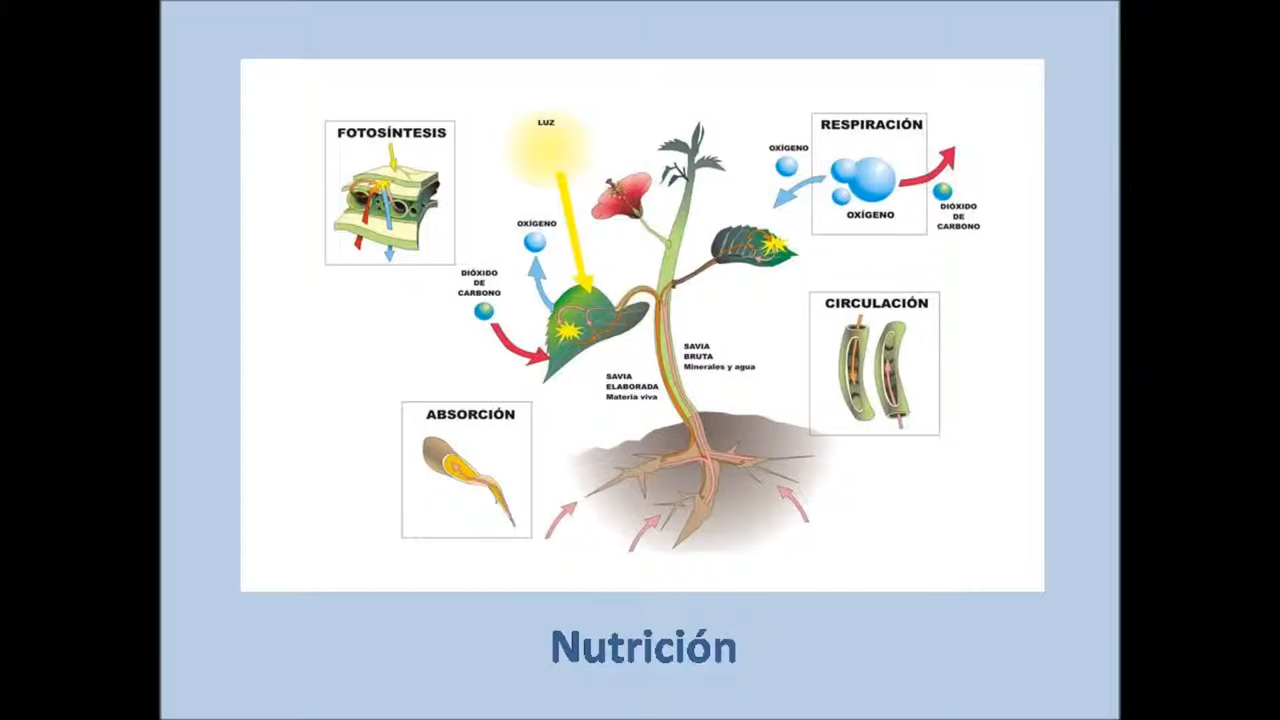 FOTOSÍNTESIS
LUZ
OXÍGENO
DIÓXIDO
DE
CARBONO
RESPIRACIÓN
OXÍGENO
OXÍGENO
DIÓXIDO
DE
CARBONO
CIRCULACIÓN
SAVIA
BRUTA
Minerales y agua
SAVIA
ELABORADA
Materia viva
ABSORCIÓN
Nutrición